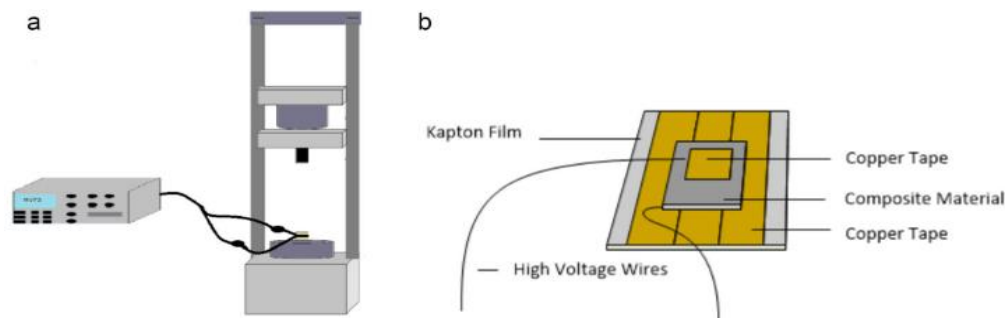 a
b
Kapton Film
Copper Tape
Composite Material
Copper Tape
High Voltage Wires